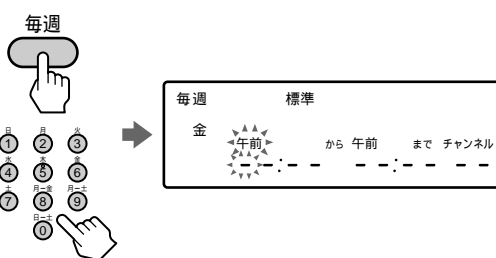 毎週
日 月 火
1 2 3
水 木 金
4 5 6
土 月−金 月−土
7 8 9
日−土
0
毎週 標準
金
午前 から 午前 まで チャンネル
− −:− − − −:− − − −